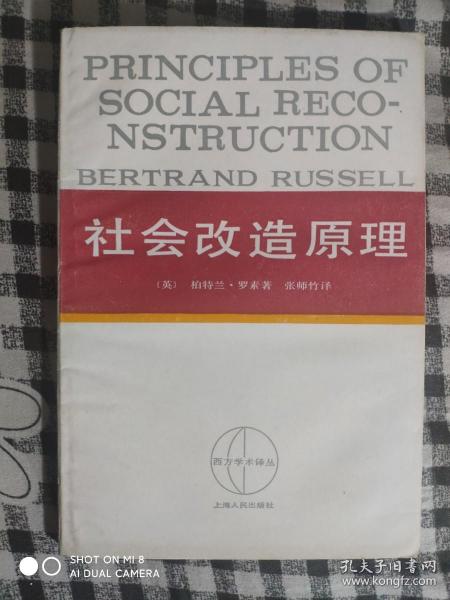 PRINCIPLES OF
SOCIAL RECO-
NSTRUCTION
BERTRAND RUSSELL
社会改造原理
〔英〕 柏特兰·罗素著 张师竹译
西方学术译丛
上海人民出版社
SHOT ON MI 8
AI DUAL CAMERA
孔夫子旧书网
www.kongfz.com